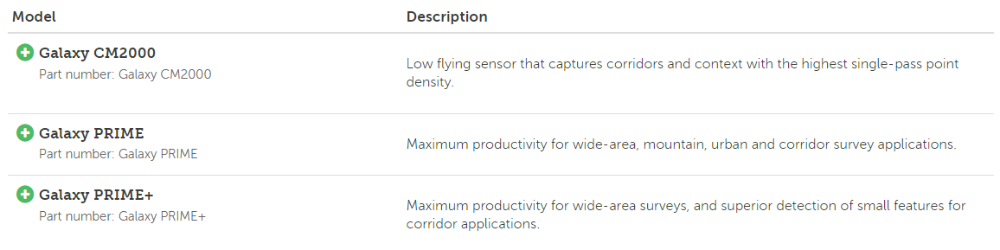 Model Description
Galaxy CM2000
Part number: Galaxy CM2000
Low flying sensor that captures corridors and context with the highest single-pass point
density.
Galaxy PRIME
Part number: Galaxy PRIME
Maximum productivity for wide-area, mountain, urban and corridor survey applications.
Galaxy PRIME+
Part number: Galaxy PRIME+
Maximum productivity for wide-area surveys, and superior detection of small features for
corridor applications.